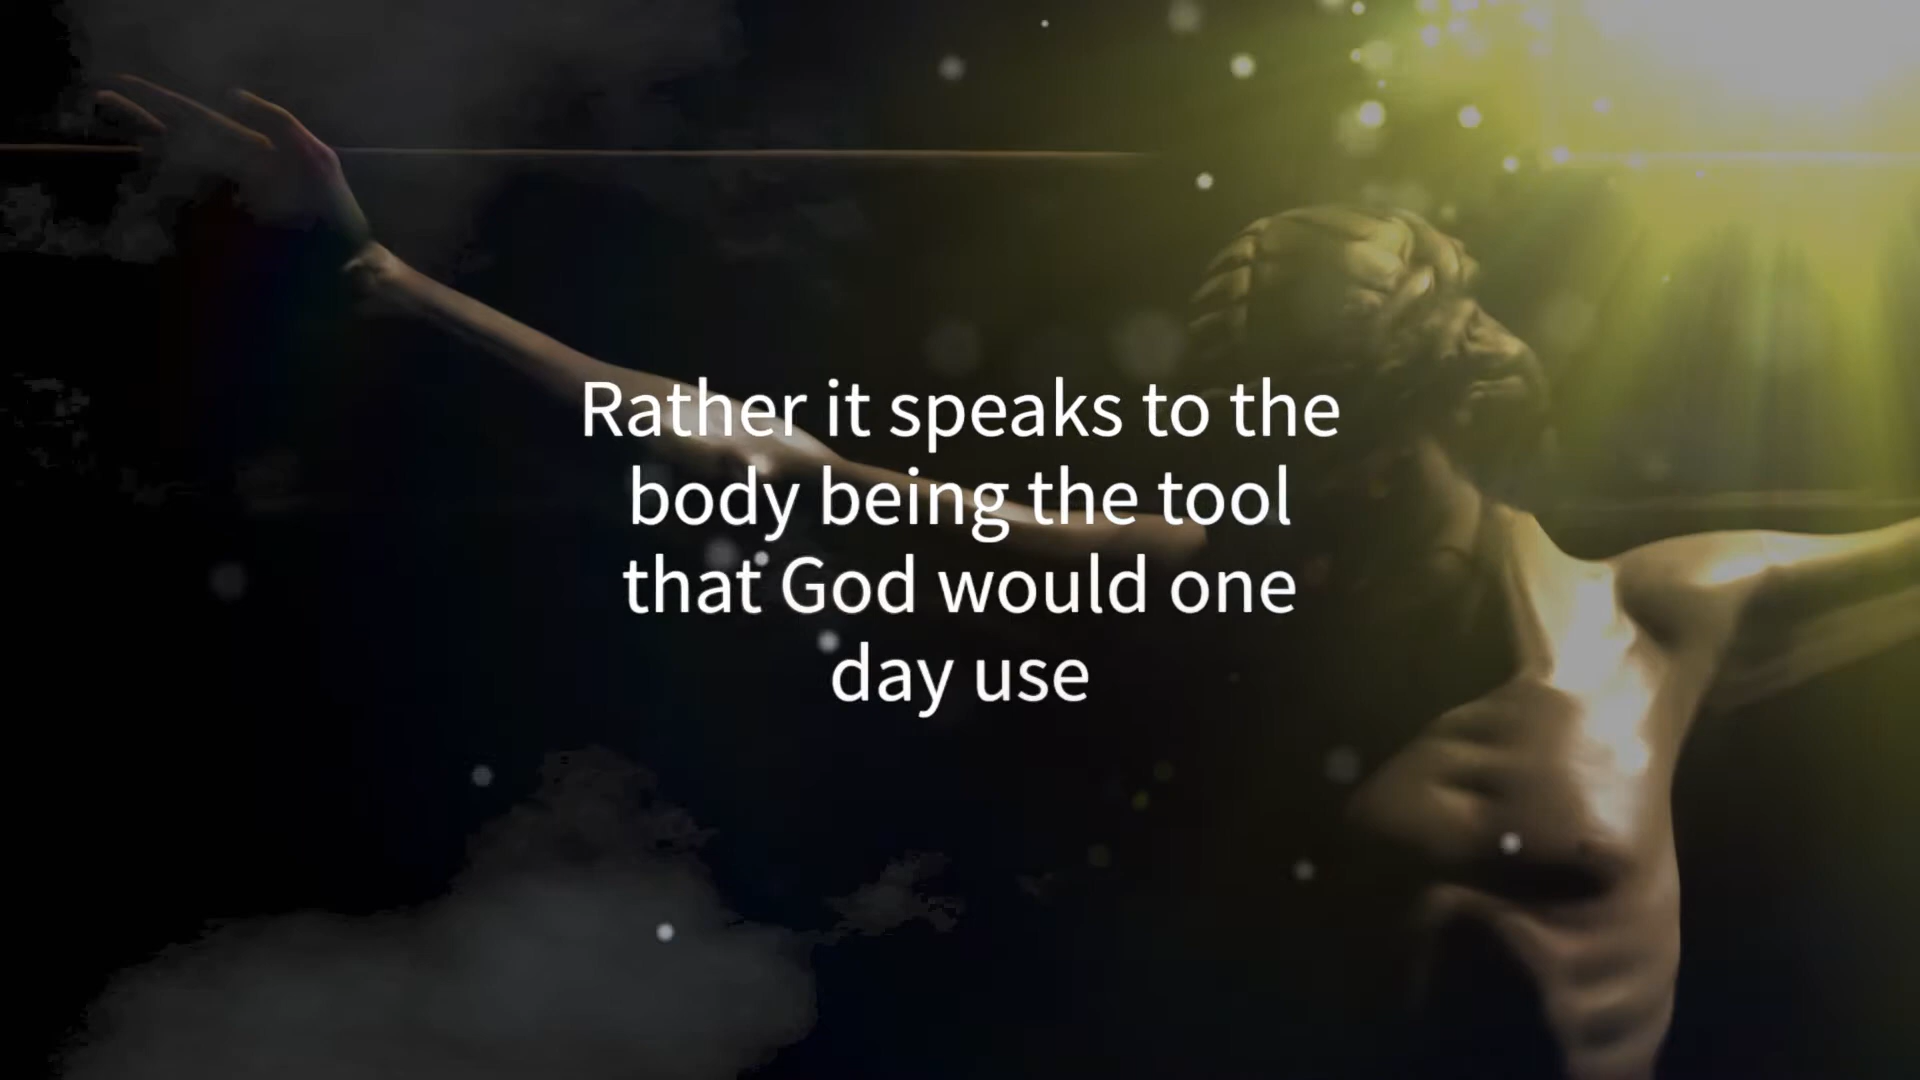 Rather it speaks to the
body being the tool
that God would one
day use